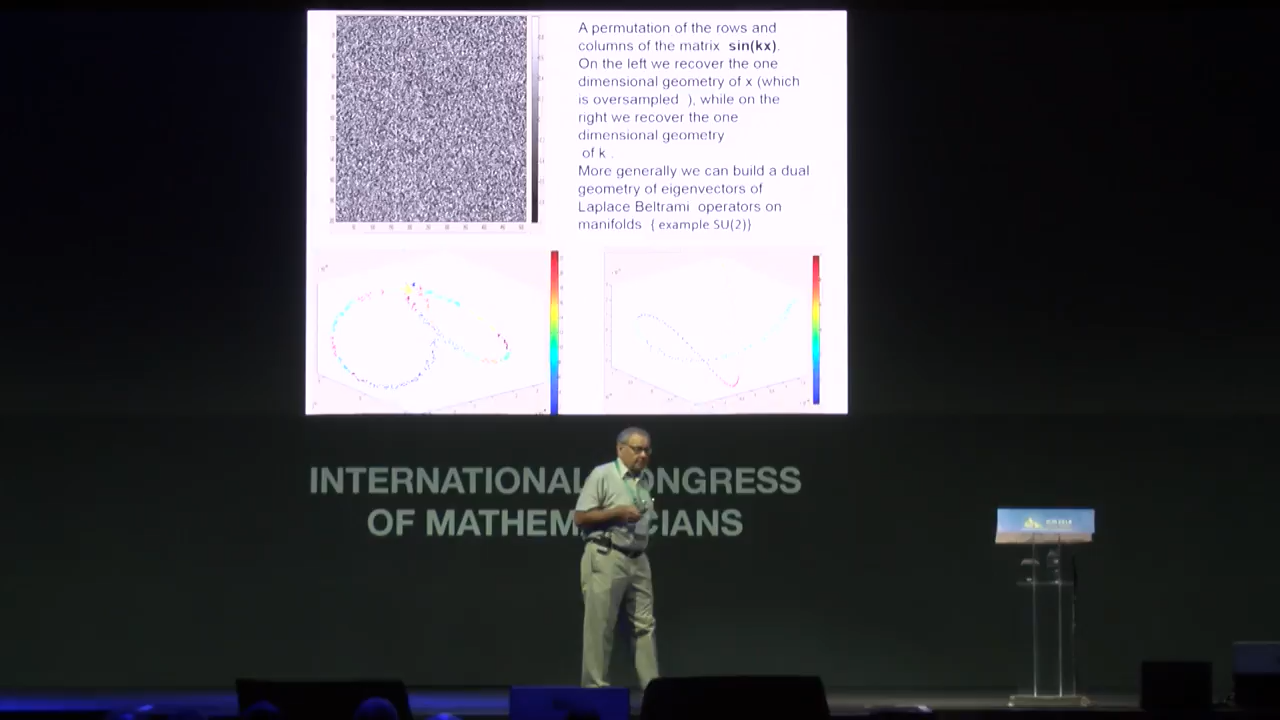 A permutation of the rows and
columns of the matrix sin(kx).
On the left we recover the one
dimensional geometry of x (which
is oversampled ), while on the
right we recover the one
dimensional geometry
of k .
More generally we can build a dual
geometry of eigenvectors of
Laplace Beltrami operators on
manifolds { example SU(2)}
INTERNATIONAL CONGRESS
OF MATHEMATICIANS